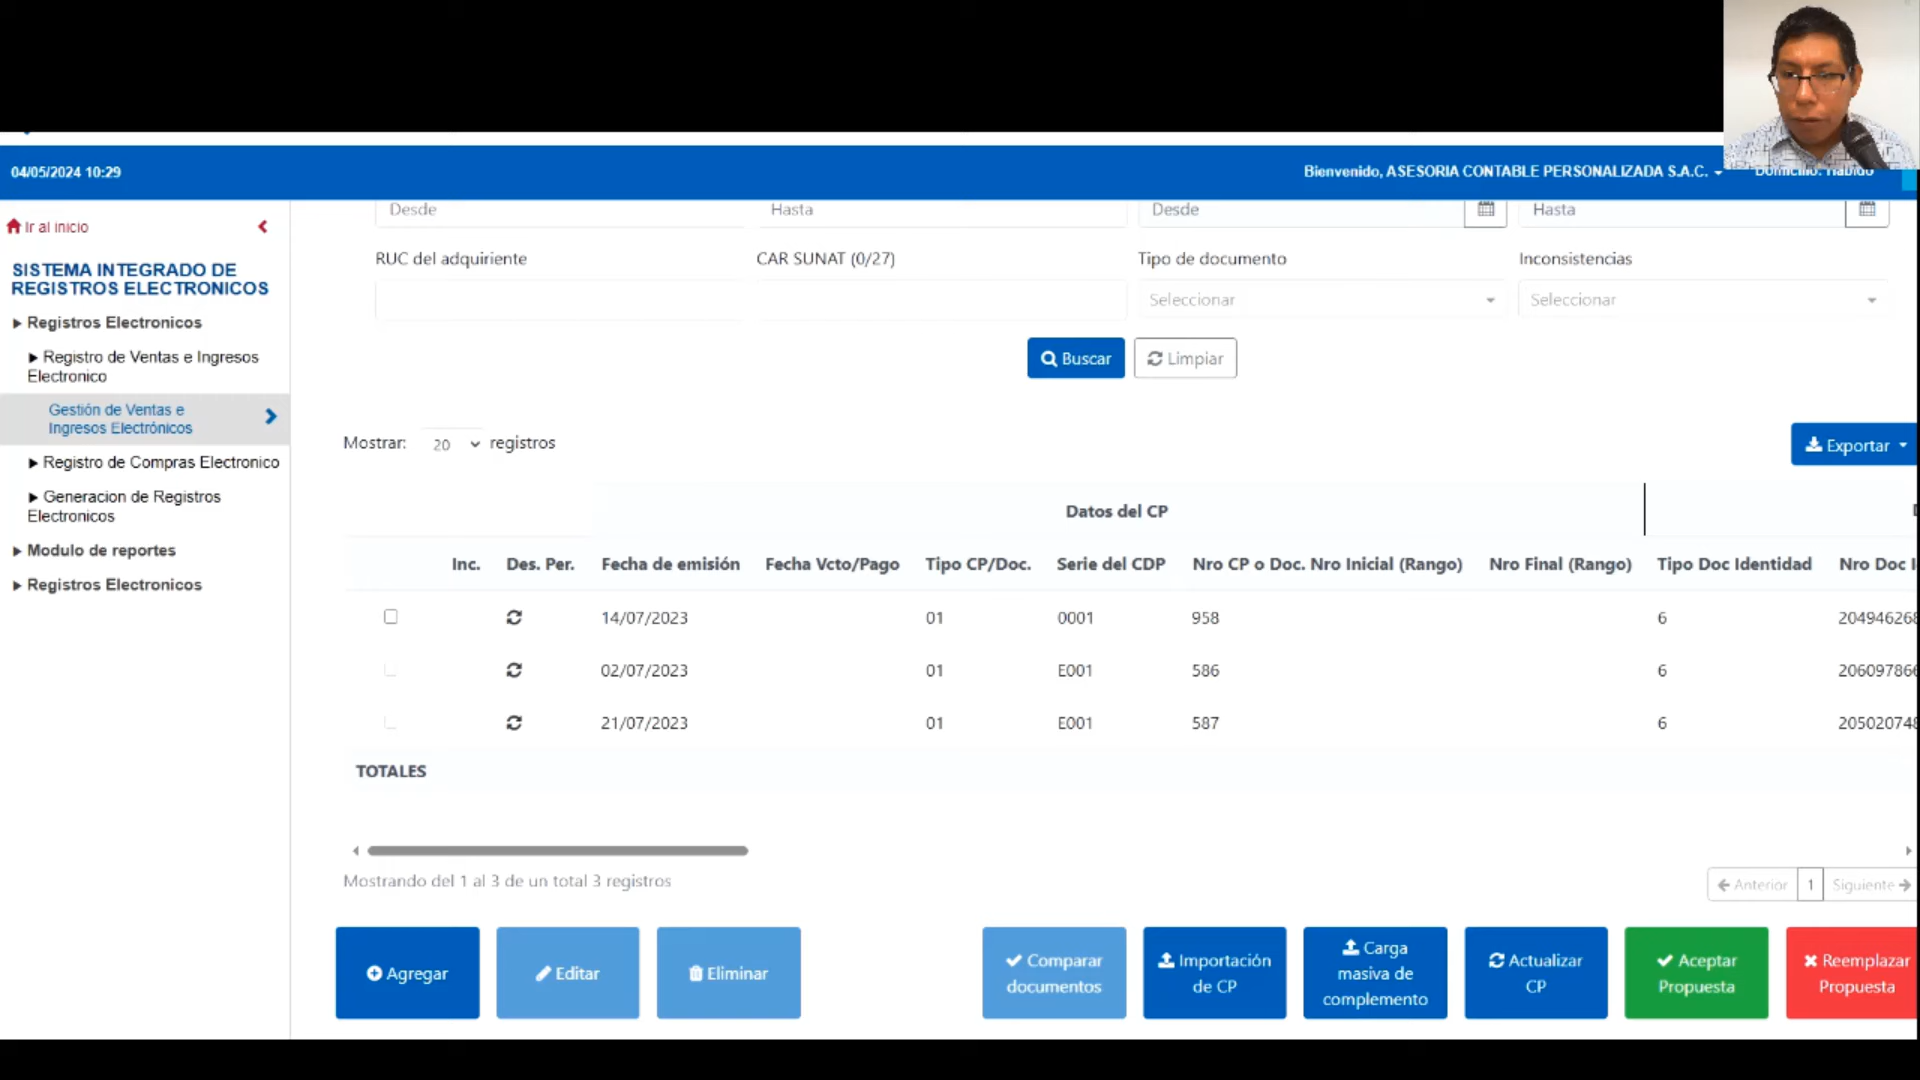 04/05/2024 10:29
Bienvenido, ASESORIA CONTABLE PERSONALIZADA S.A.C.
Domicilio: Habido
Ir al inicio
SISTEMA INTEGRADO DE
REGISTROS ELECTRONICOS
Registros Electronicos
Registro de Ventas e Ingresos
Electronico
Gestión de Ventas e
Ingresos Electrónicos
Registro de Compras Electronico
Generacion de Registros
Electronicos
Modulo de reportes
Registros Electronicos
Desde Hasta Desde Hasta
RUC del adquiriente CAR SUNAT (0/27) Tipo de documento Inconsistencias
Seleccionar Seleccionar
Buscar Limpiar
Mostrar: 20 registros
Exportar
Datos del CP
Inc. Des. Per. Fecha de emisión Fecha Vcto/Pago Tipo CP/Doc. Serie del CDP Nro CP o Doc. Nro Inicial (Rango) Nro Final (Rango) Tipo Doc Identidad Nro Doc
14/07/2023 01 0001 958 6 20494626
02/07/2023 01 E001 586 6 20609786
21/07/2023 01 E001 587 6 20502074
TOTALES
Mostrando del 1 al 3 de un total 3 registros
Anterior 1 Siguiente
Agregar
Editar
Eliminar
Comparar
documentos
Importación
de CP
Carga
masiva de
complemento
Actualizar
CP
Aceptar
Propuesta
Reemplazar
Propuesta